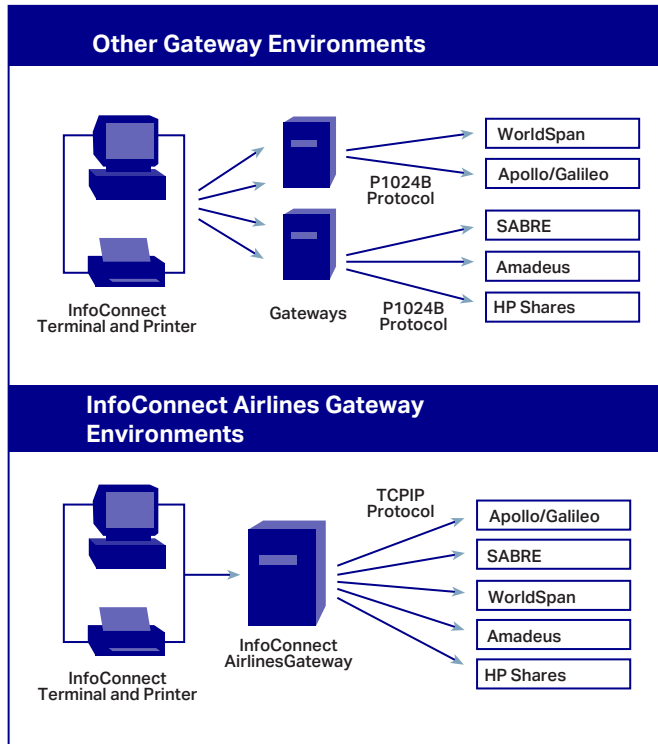 Other Gateway Environments
WorldSpan
P1024B
Protocol
Apollo/Galileo
SABRE
Amadeus
HP Shares
InfoConnect
Terminal and Printer
Gateways
P1024B
Protocol
InfoConnect Airlines Gateway
Environments
TCPIP
Protocol
Apollo/Galileo
SABRE
WorldSpan
Amadeus
HP Shares
InfoConnect
AirlinesGateway
InfoConnect
Terminal and Printer